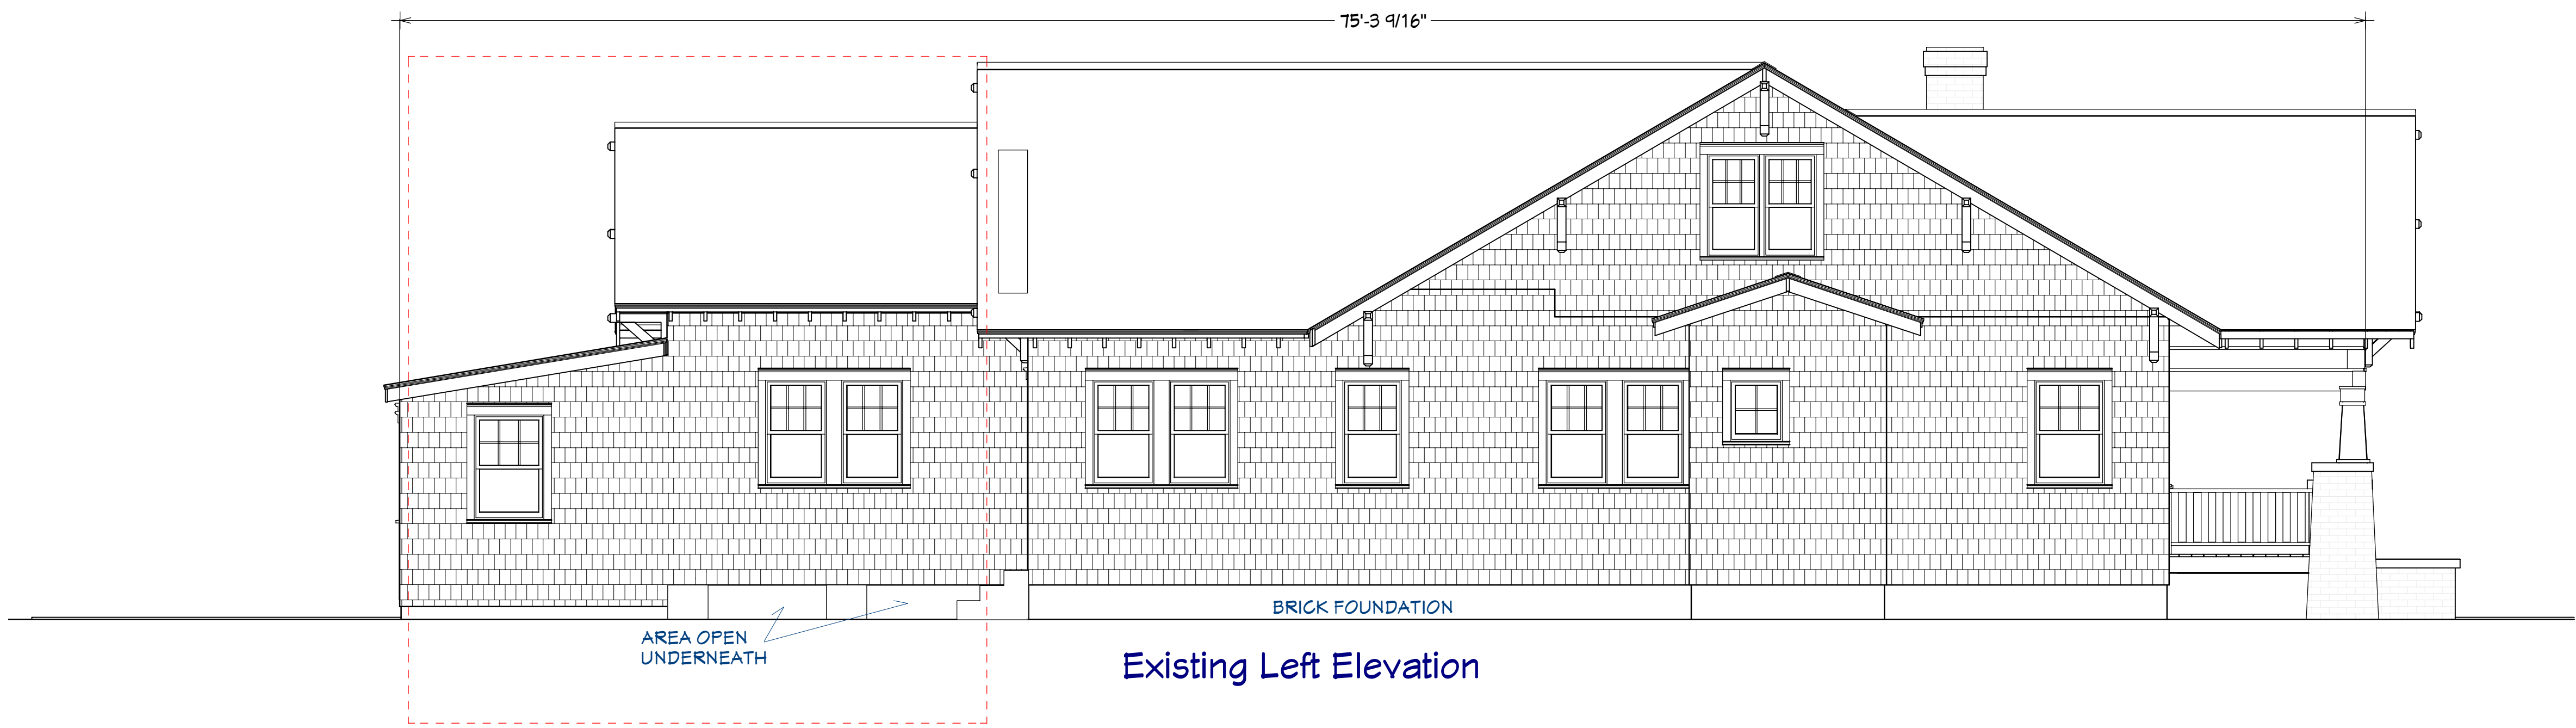 75'-3 9/16"
BRICK FOUNDATION
AREA OPEN
UNDERNEATH
Existing Left Elevation